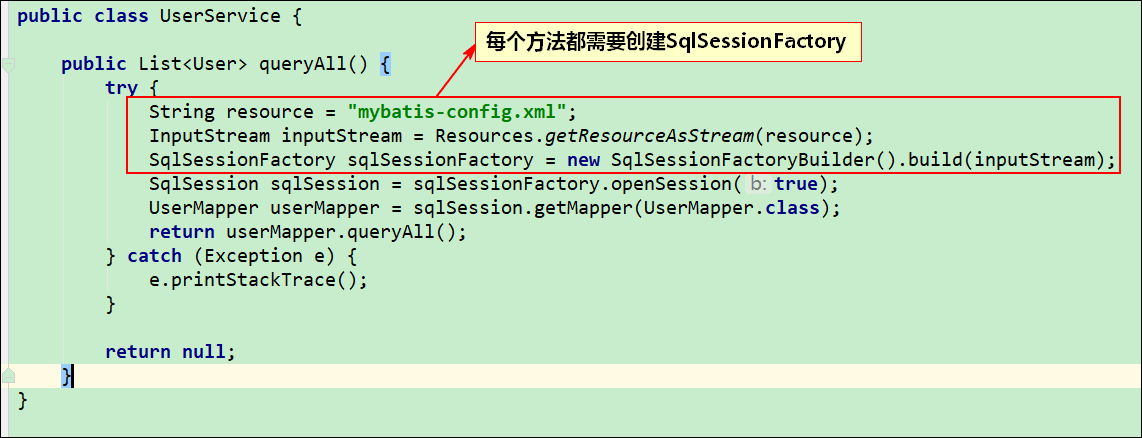 public class UserService {
每个方法都需要创建SqlSessionFactory
public List<User> queryAll() {
try {
String resource = "mybatis-config.xml";
InputStream inputStream = Resources.getResourceAsStream(resource);
SqlSessionFactory sqlSessionFactory = new SqlSessionFactoryBuilder().build(inputStream);
SqlSession sqlSession = sqlSessionFactory.openSession( b: true);
UserMapper userMapper = sqlSession.getMapper(UserMapper.class);
return userMapper.queryAll();
} catch (Exception e) {
e.printStackTrace();
}
return null;
}
}